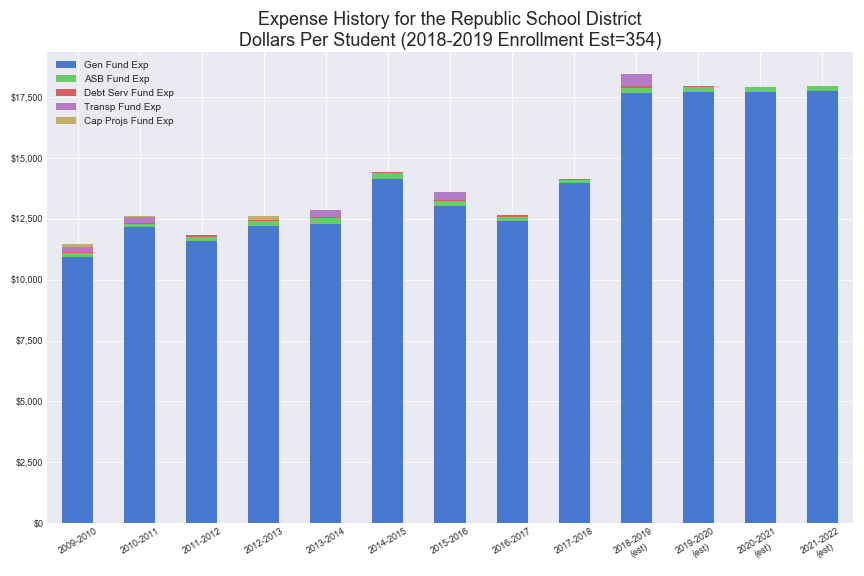 Expense History for the Republic School District
Dollars Per Student (2018-2019 Enrollment Est=354)
Gen Fund Exp
ASB Fund Exp
Debt Serv Fund Exp
Transp Fund Exp
Cap Projs Fund Exp
$17,500
$15,000
$12,500
$10,000
$7,500
$5,000
$2,500
$0
2009-2010
2010-2011
2011-2012
2012-2013
2013-2014
2014-2015
2015-2016
2016-2017
2017-2018
2018-2019
(est)
2019-2020
(est)
2020-2021
(est)
2021-2022
(est)